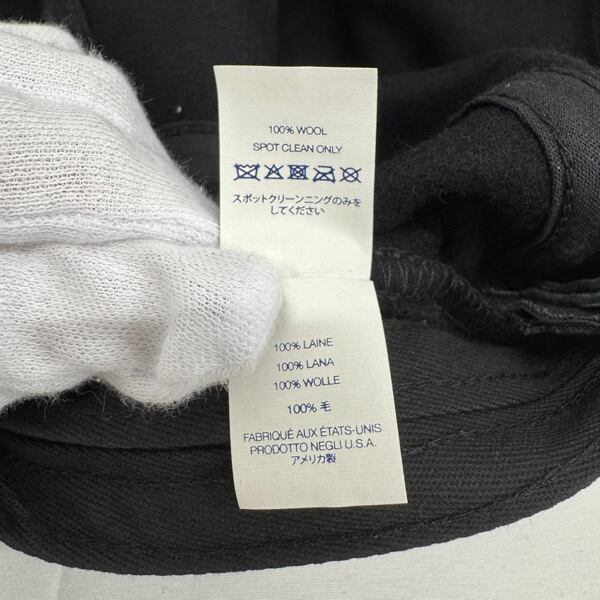 100% WOOL
SPOT CLEAN ONLY
スポットクリーンニングのみを
してください
100% LAINE
100% LANA
100% WOLLE
100% 毛
FABRIQUÉ AUX ÉTATS-UNIS
PRODOTTO NEGLI U.S.A.
アメリカ製